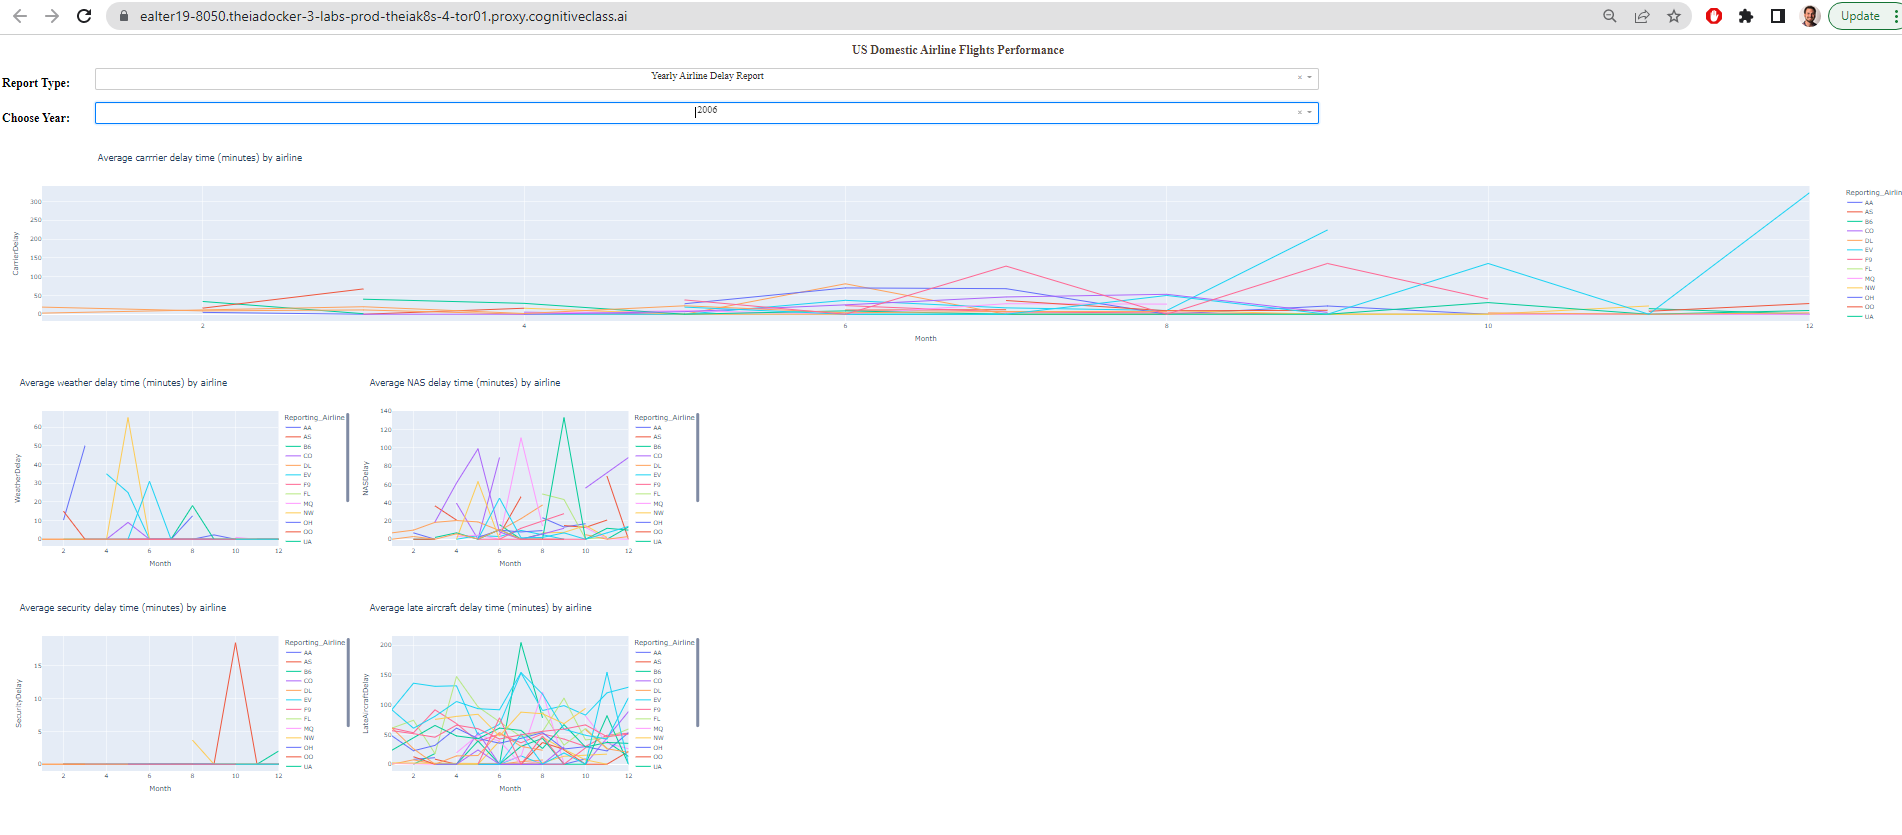 ealter19-8050.theiadocker-3-labs-prod-theiak8s-4-tor01.proxy.cognitiveclass.ai
Update
US Domestic Airline Flights Performance
Report Type:
Yearly Airline Delay Report
× 
Choose Year:
2006
×
Average carrrier delay time (minutes) by airline
CarrierDelay
300
250
200
150
100
50
0
2 4 6 8 10 12
Month
Reporting_Airlin
AA
AS
B6
CO
DL
EV
F9
FL
MQ
NW
OH
OO
UA
Average weather delay time (minutes) by airline
WeatherDelay
60
50
40
30
20
10
0
2 4 6 8 10 12
Month
Reporting_Airline
AA
AS
B6
CO
DL
EV
F9
FL
MQ
NW
OH
OO
UA
Average NAS delay time (minutes) by airline
NASDelay
140
120
100
80
60
40
20
0
2 4 6 8 10 12
Month
Reporting_Airline
AA
AS
B6
CO
DL
EV
F9
FL
MQ
NW
OH
OO
UA
Average security delay time (minutes) by airline
SecurityDelay
15
10
5
0
2 4 6 8 10 12
Month
Reporting_Airline
AA
AS
B6
CO
DL
EV
F9
FL
MQ
NW
OH
OO
UA
Average late aircraft delay time (minutes) by airline
LateAircraftDelay
200
150
100
50
0
2 4 6 8 10 12
Month
Reporting_Airline
AA
AS
B6
CO
DL
EV
F9
FL
MQ
NW
OH
OO
UA